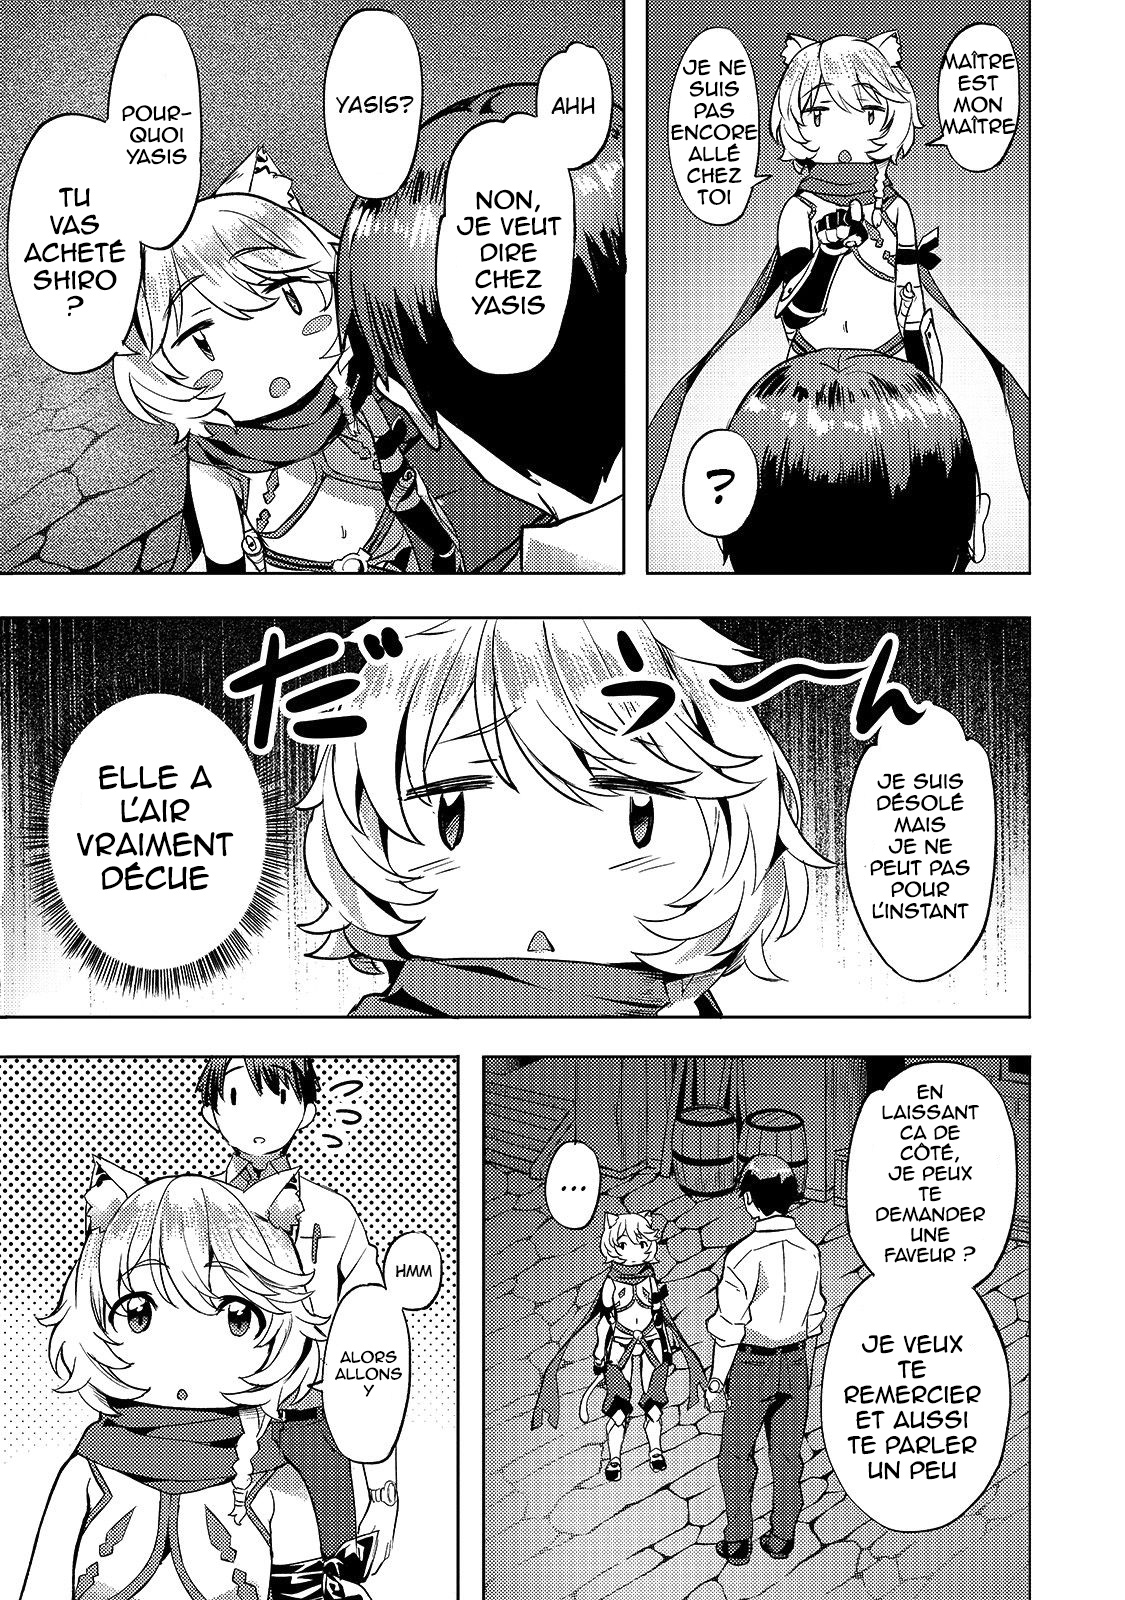 MAÎTRE
EST
MON
MAÎTRE
JE NE
SUIS
PAS
ENCORE
ALLÉ
CHEZ
TOI
?
AHH
NON,
JE VEUT
DIRE
CHEZ
YASIS
YASIS?
POUR-
QUOI
YASIS
TU
VAS
ACHETÉ
SHIRO
?
だぅ〜ん
JE SUIS
DÉSOLÉ
MAIS
JE NE
PEUT PAS
POUR
L'INSTANT
ELLE A
L'AIR
VRAIMENT
DÉCUE
EN
LAISSANT
CA DE
CÔTÉ,
JE PEUX
TE
DEMANDER
UNE
FAVEUR ?
JE VEUX
TE
REMERCIER
ET AUSSI
TE PARLER
UN PEU
...
HMM
ALORS
ALLONS
Y